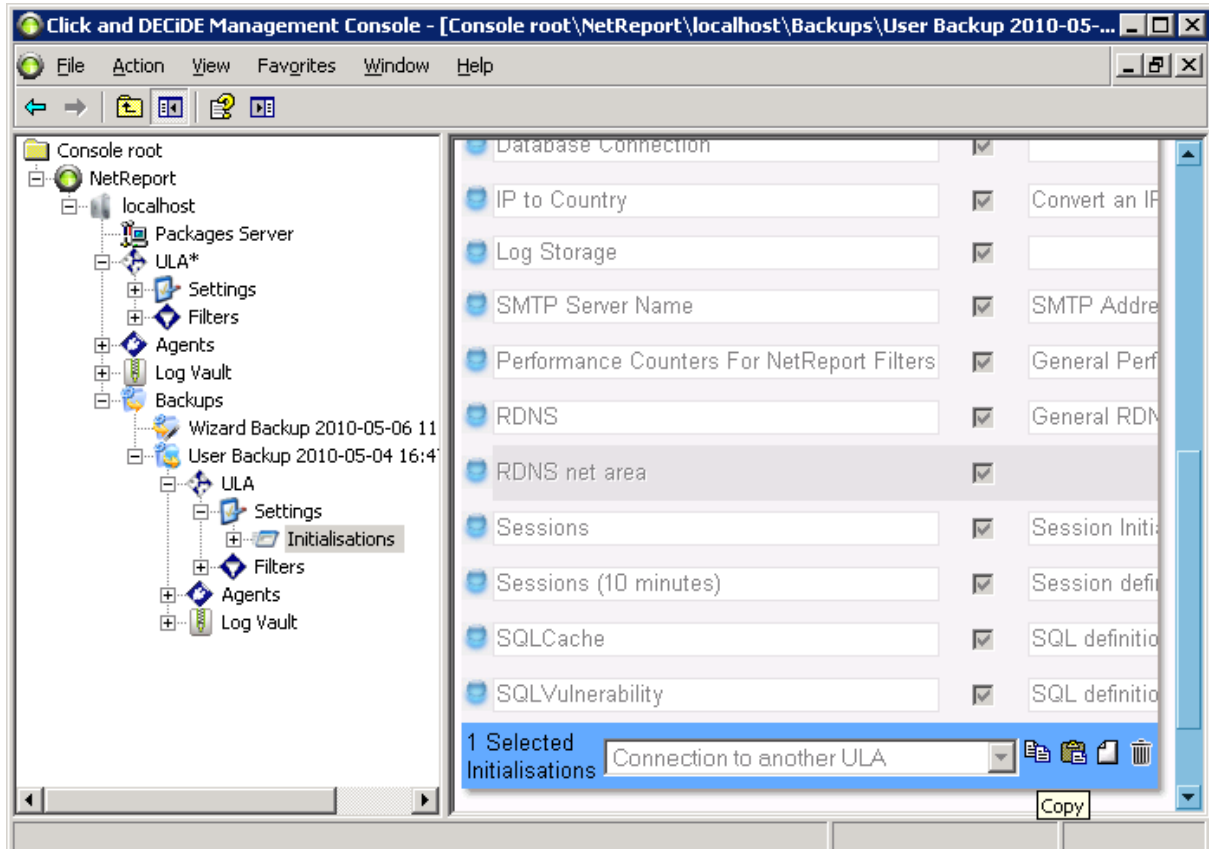 Click and DECiDE Management Console - [Console root\NetReport\localhost\Backups\User Backup 2010-05-...
File Action View Favorites Window Help
Console root
NetReport
localhost
Packages Server
ULA*
Settings
Filters
Agents
Log Vault
Backups
Wizard Backup 2010-05-06 11
User Backup 2010-05-04 16:4
ULA
Settings
Initialisations
Filters
Agents
Log Vault
Database Connection
IP to Country Convert an IP
Log Storage
SMTP Server Name SMTP Addre
Performance Counters For NetReport Filters General Perf
RDNS General RDN
RDNS net area
Sessions Session Initi
Sessions (10 minutes) Session defi
SQLCache SQL definitio
SQLVulnerability SQL definitio
1 Selected
Initialisations Connection to another ULA
Copy